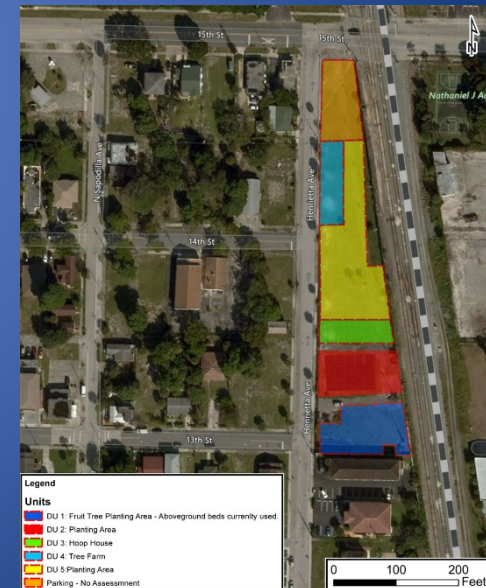 15th St
15th St
N
Nathaniel J A
N Sapodilla Ave
Henrietta Ave
14th St
Henrietta Ave
13th St
Legend
Units
DU 1: Fruit Tree Planting Area - Aboveground beds currenlty used.
DU 2: Planting Area
DU 3: Hoop House
DU 4: Tree Farm
DU 5:Planting Area
Parking - No Assessmnent
0 100 200
Feet